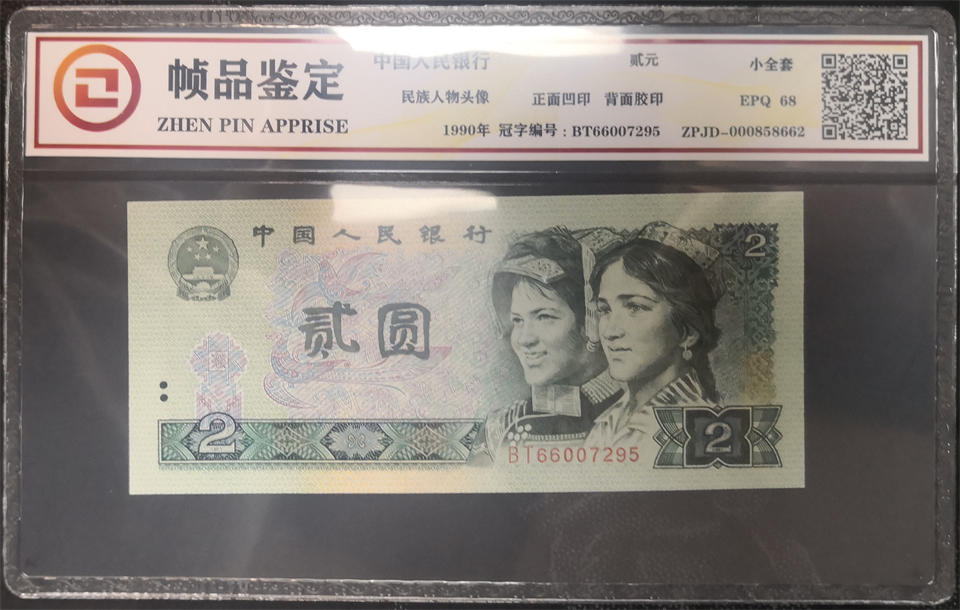 帧品鉴定
ZHEN PIN APPRISE
中国人民银行 贰元 小全套
民族人物头像 正面凹印 背面胶印 EPQ 68
1990年 冠字编号:BT66007295 ZPJD-000858662
中国人民银行
2
贰圆
2
2
BT66007295